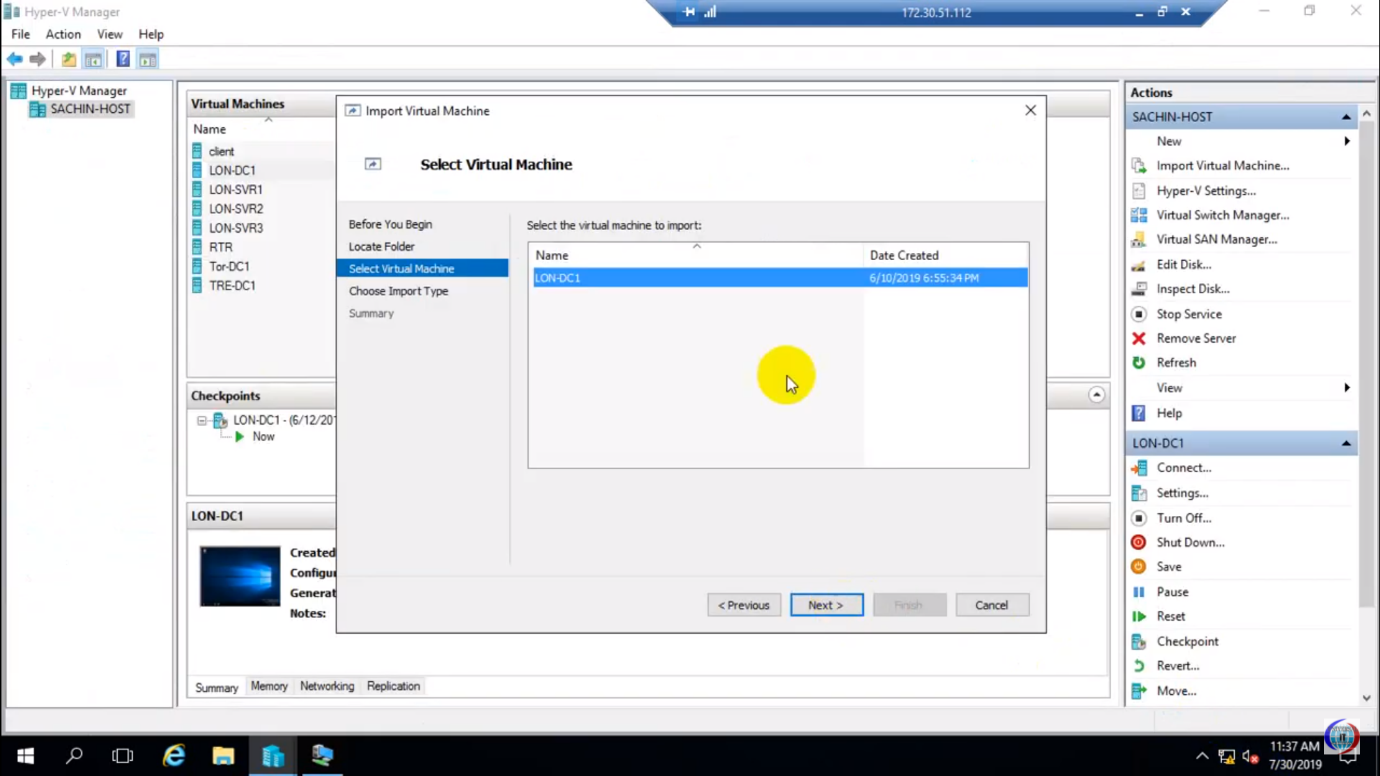 Hyper-V Manager
172.30.51.112
File Action View Help
Hyper-V Manager
SACHIN-HOST
Virtual Machines
Name
client
LON-DC1
LON-SVR1
LON-SVR2
LON-SVR3
RTR
Tor-DC1
TRE-DC1
Checkpoints
LON-DC1 - (6/12/20
Now
LON-DC1
Created
Configu
Generat
Notes:
Summary Memory Networking Replication
Import Virtual Machine
Select Virtual Machine
Before You Begin
Locate Folder
Select Virtual Machine
Choose Import Type
Summary
Select the virtual machine to import:
Name Date Created
LON-DC1 6/10/2019 6:55:34 PM
< Previous Next > Finish Cancel
Actions
SACHIN-HOST
New
Import Virtual Machine...
Hyper-V Settings...
Virtual Switch Manager...
Virtual SAN Manager...
Edit Disk...
Inspect Disk...
Stop Service
Remove Server
Refresh
View
Help
LON-DC1
Connect...
Settings...
Turn Off...
Shut Down...
Save
Pause
Reset
Checkpoint
Revert...
Move...
11:37 AM
7/30/2019